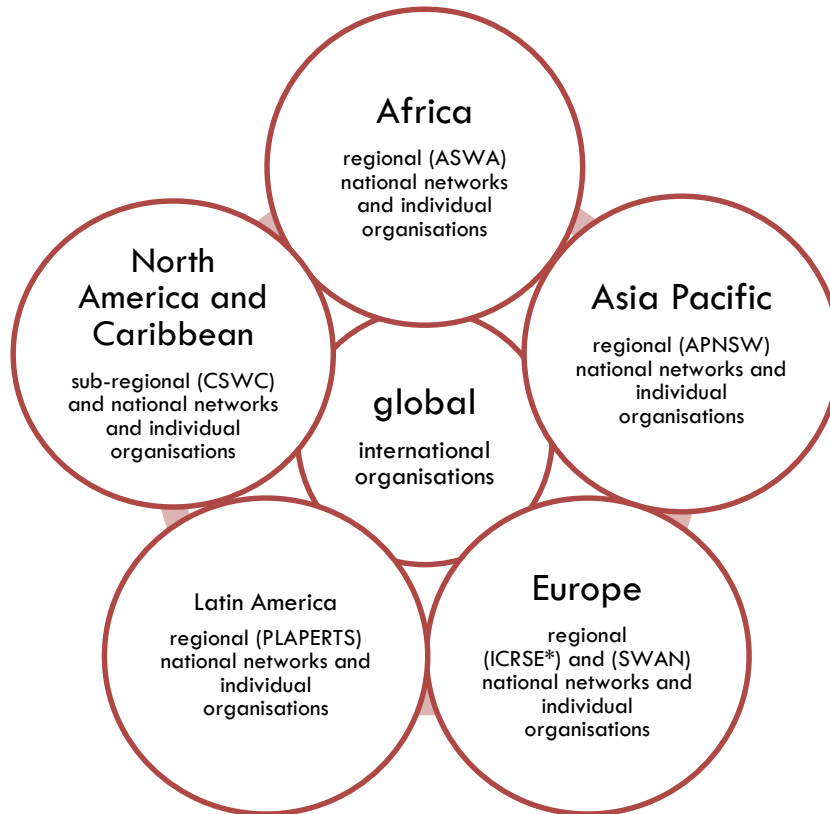 Africa
regional (ASWA)
national networks
and individual
organisations
North
America and
Caribbean
sub-regional (CSWC)
and national networks
and individual
organisations
Asia Pacific
regional (APNSW)
national networks and
individual
organisations
global
international
organisations
Latin America
regional (PLAPERTS)
national networks and
individual
organisations
Europe
regional
(ICRSE*) and (SWAN)
national networks and
individual
organisations